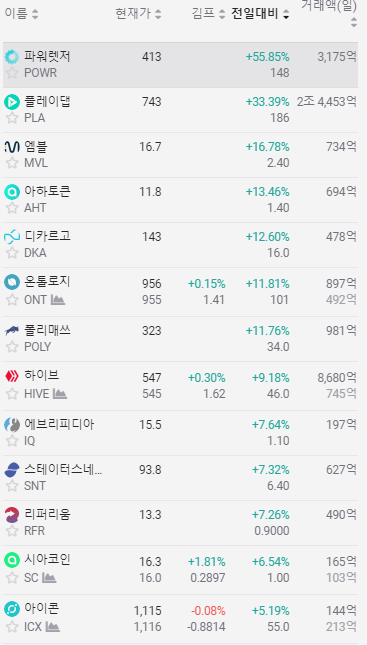 이름 현재가 김프 전일대비 거래액(일)
파워렛저 413 +55.85% 3,175억
POWR 148
플레이댑 743 +33.39% 2조 4,453억
PLA 186
엠블 16.7 +16.78% 734억
MVL 2.40
아하토큰 11.8 +13.46% 694억
AHT 1.40
디카르고 143 +12.60% 478억
DKA 16.0
온톨로지 956 +0.15% +11.81% 897억
ONT 955 1.41 101 492억
폴리매쓰 323 +11.76% 981억
POLY 34.0
하이브 547 +0.30% +9.18% 8,680억
HIVE 545 1.62 46.0 745억
에브리피디아 15.5 +7.64% 197억
IQ 1.10
스테이터스네... 93.8 +7.32% 627억
SNT 6.40
리퍼리움 13.3 +7.26% 490억
RFR 0.9000
시아코인 16.3 +1.81% +6.54% 165억
SC 16.0 0.2897 1.00 103억
아이콘 1,115 -0.08% +5.19% 144억
ICX 1,116 -0.8814 55.0 213억